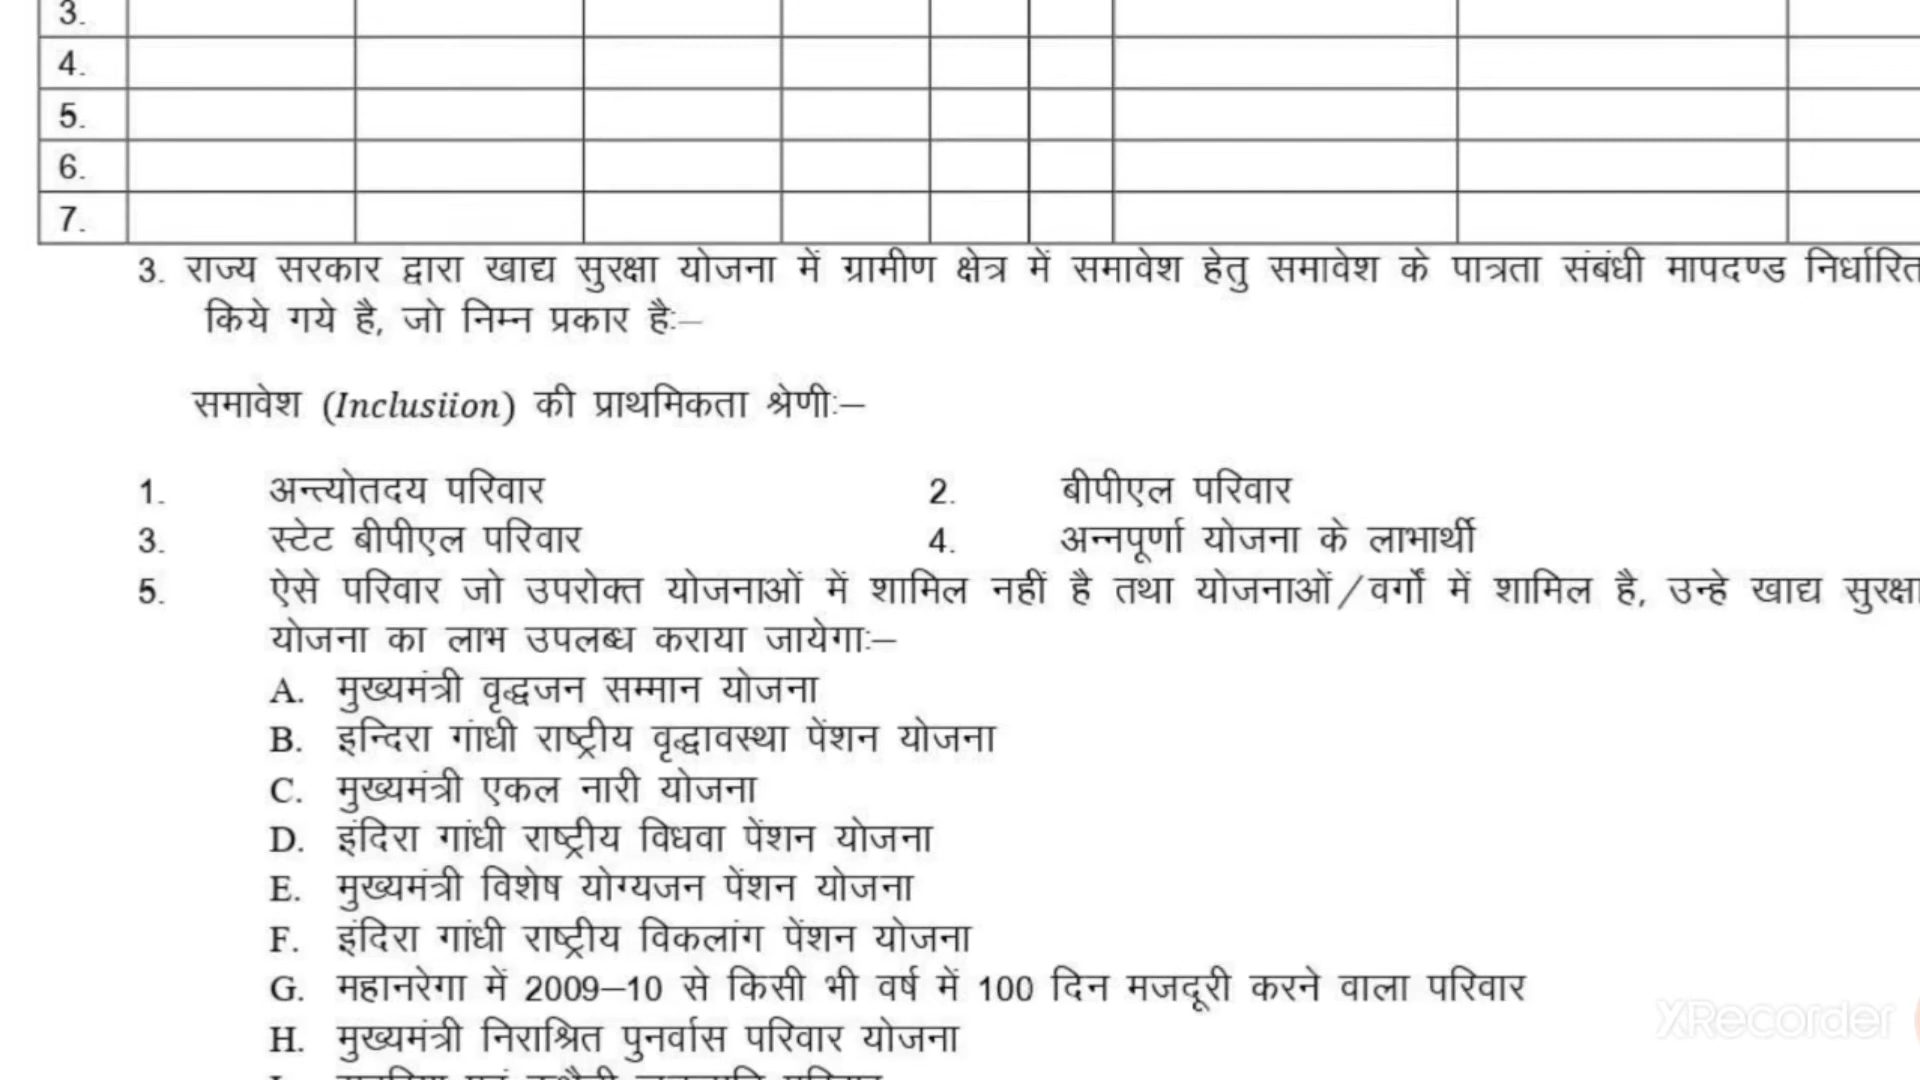 3.
4.
5.
6.
7.
3. राज्य सरकार द्वारा खाद्य सुरक्षा योजना में ग्रामीण क्षेत्र में समावेश हेतु समावेश के पात्रता संबंधी मापदण्ड निर्धारित
किये गये है, जो निम्न प्रकार है:–
समावेश (Inclusiion) की प्राथमिकता श्रेणी:–
1. अन्त्योतदय परिवार 2. बीपीएल परिवार
3. स्टेट बीपीएल परिवार 4. अन्नपूर्णा योजना के लाभार्थी
5. ऐसे परिवार जो उपरोक्त योजनाओं में शामिल नहीं है तथा योजनाओं/वर्गों में शामिल है, उन्हे खाद्य सुरक्षा
योजना का लाभ उपलब्ध कराया जायेगा:–
A. मुख्यमंत्री वृद्धजन सम्मान योजना
B. इन्दिरा गांधी राष्ट्रीय वृद्धावस्था पेंशन योजना
C. मुख्यमंत्री एकल नारी योजना
D. इंदिरा गांधी राष्ट्रीय विधवा पेंशन योजना
E. मुख्यमंत्री विशेष योग्यजन पेंशन योजना
F. इंदिरा गांधी राष्ट्रीय विकलांग पेंशन योजना
G. महानरेगा में 2009–10 से किसी भी वर्ष में 100 दिन मजदूरी करने वाला परिवार
H. मुख्यमंत्री निराश्रित पुनर्वास परिवार योजना
XRecorder